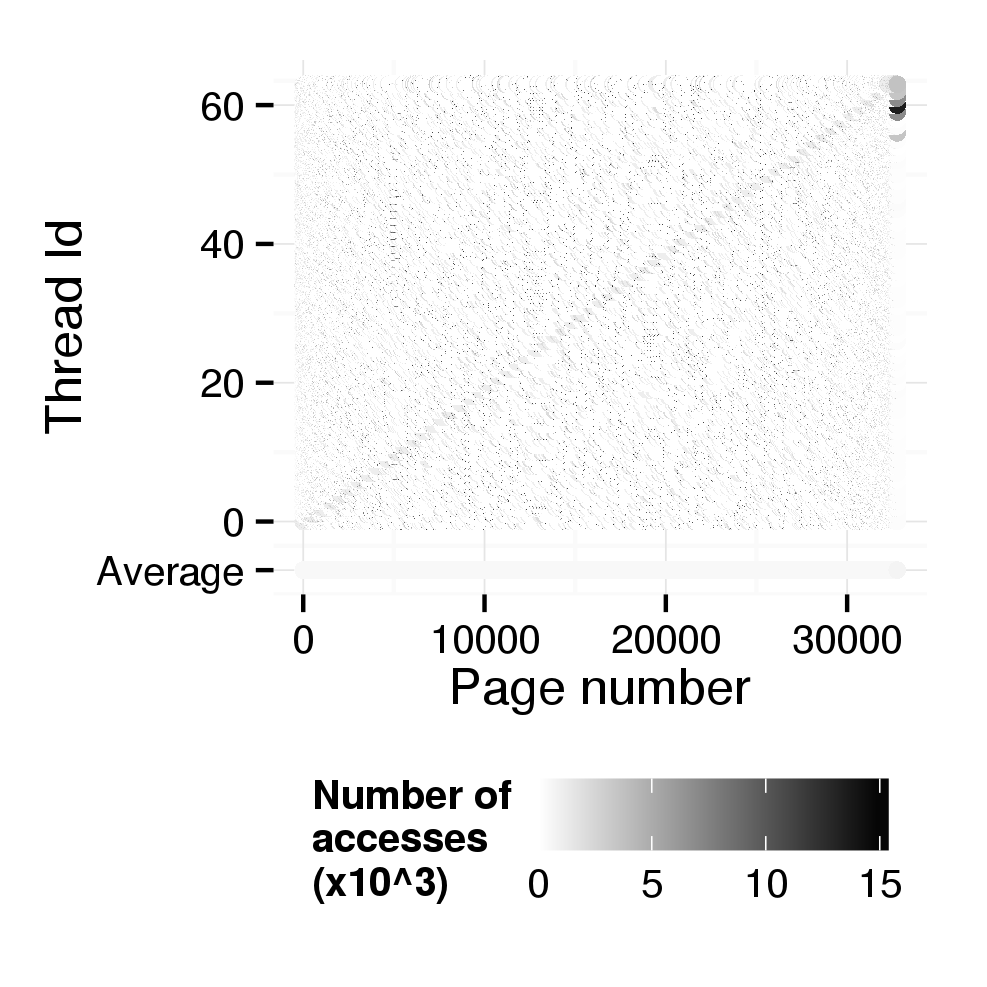 60
40
20
0
Average
Thread Id
0 10000 20000 30000
Page number
Number of
accesses
(x10^3)
0 5 10 15